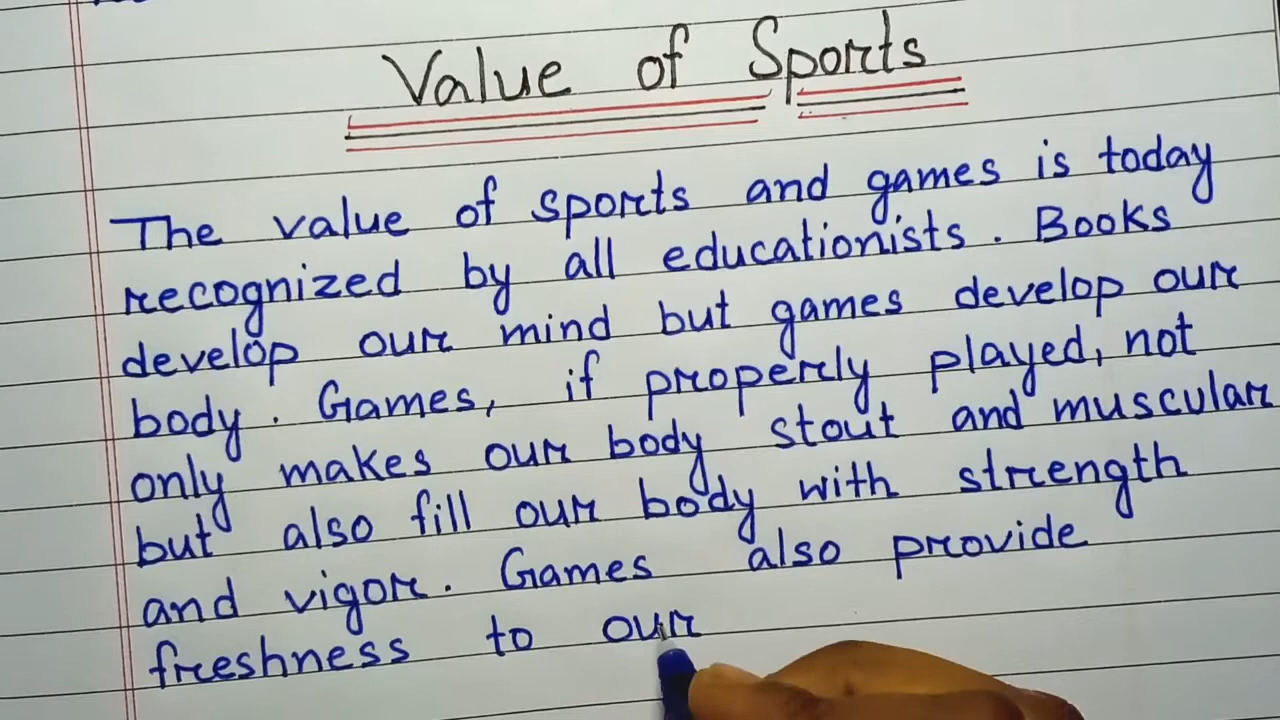 Value of Sports
The value of sports and games is today
recognized by all educationists. Books
develop our mind but games develop our
body. Games, if properly played, not
only makes our body stout and muscular
but also fill our body with strength
and vigor. Games also provide
freshness to our